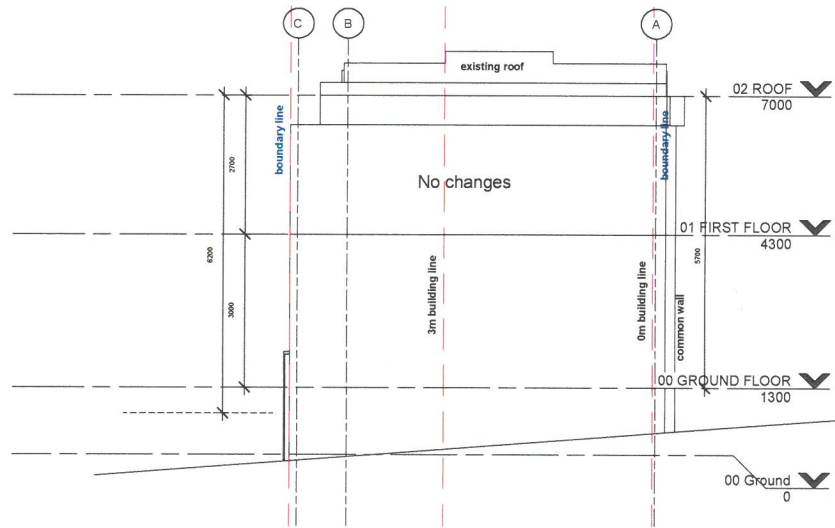 C
B
A
existing roof
02 ROOF
7000
boundary line
boundary line
2700
No changes
01 FIRST FLOOR
4300
6200
3000
3m building line
0m building line
5700
common wall
00 GROUND FLOOR
1300
00 Ground
0